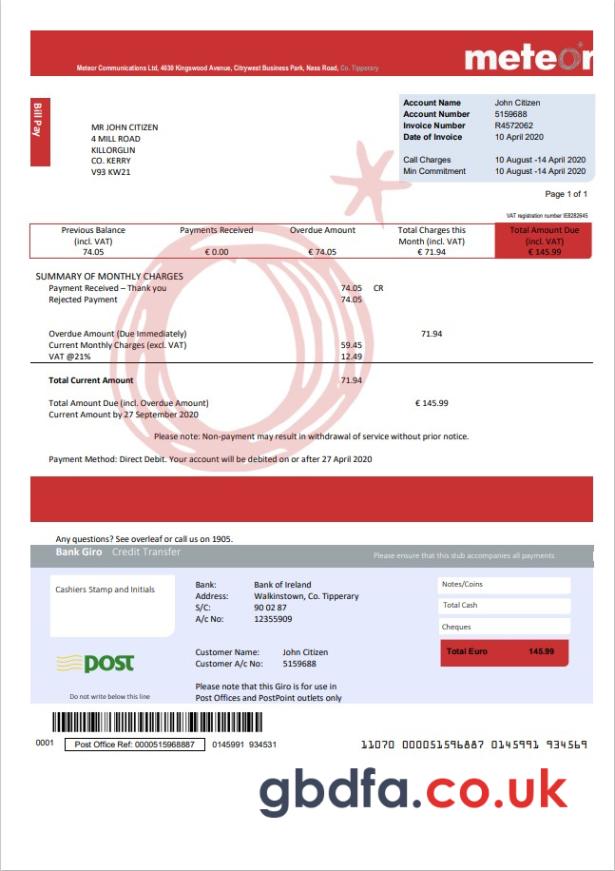 meteor
Meteor Communications Ltd, 4030 Kingswood Avenue, Citywest Business Park, Nass Road, Co. Tipperary
Bill Pay
MR JOHN CITIZEN
4 MILL ROAD
KILLORGLIN
CO. KERRY
V93 KW21
Account Name John Citizen
Account Number 5159688
Invoice Number R4572062
Date of Invoice 10 April 2020
Call Charges 10 August -14 April 2020
Min Commitment 10 August -14 April 2020
Page 1 of 1
VAT registration number IE8282645
Previous Balance (incl. VAT) 74.05
Payments Received € 0.00
Overdue Amount € 74.05
Total Charges this Month (incl. VAT) € 71.94
Total Amount Due (incl. VAT) € 145.99
SUMMARY OF MONTHLY CHARGES
Payment Received – Thank you 74.05 CR
Rejected Payment 74.05
Overdue Amount (Due Immediately) 71.94
Current Monthly Charges (excl. VAT) 59.45
VAT @21% 12.49
Total Current Amount 71.94
Total Amount Due (incl. Overdue Amount) € 145.99
Current Amount by 27 September 2020
Please note: Non-payment may result in withdrawal of service without prior notice.
Payment Method: Direct Debit. Your account will be debited on or after 27 April 2020
Any questions? See overleaf or call us on 1905.
Bank Giro Credit Transfer Please ensure that this stub accompanies all payments
Cashiers Stamp and Initials
Bank: Bank of Ireland
Address: Walkinstown, Co. Tipperary
S/C: 90 02 87
A/c No: 12355909
Customer Name: John Citizen
Customer A/c No: 5159688
Please note that this Giro is for use in
Post Offices and PostPoint outlets only
Notes/Coins
Total Cash
Cheques
Total Euro 145.99
post
Do not write below this line
0001 Post Office Ref: 0000515968887 0145991 934531
11070 0000051596887 0145991 934569
gbdfa.co.uk